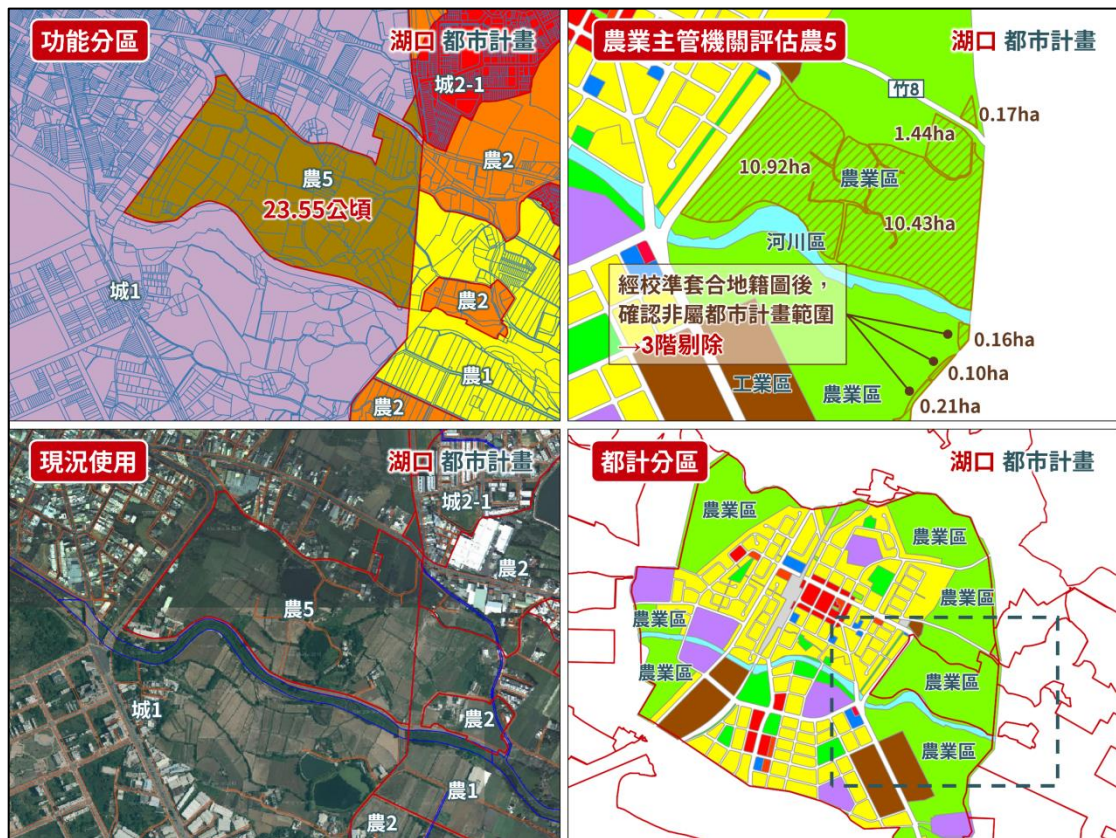 功能分區
湖口 都市計畫
城2-1
農2
農5
23.55公頃
城1
農2
農1
農2
農業主管機關評估農5
湖口 都市計畫
竹8
0.17ha
1.44ha
10.92ha
農業區
10.43ha
河川區
經校準套合地籍圖後，
確認非屬都市計畫範圍
→3階剔除
0.16ha
工業區
農業區
0.10ha
0.21ha
現況使用
湖口 都市計畫
城2-1
農2
農5
城1
農2
農1
農2
都計分區
湖口 都市計畫
農業區
農業區
農業區
農業區
農業區
農業區
農業區